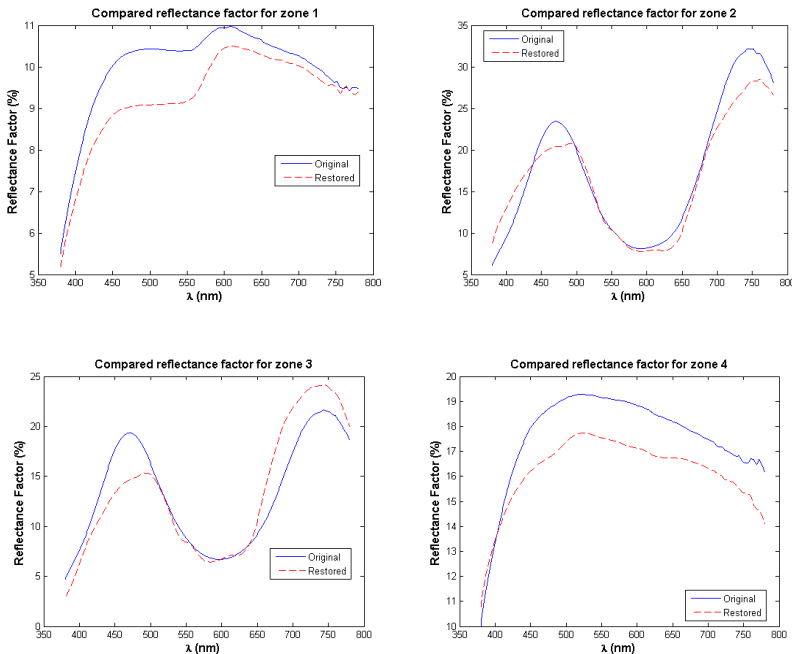 Compared reflectance factor for zone 1
Reflectance Factor (%)
11
10
9
8
7
6
5
Original
Restored
350 400 450 500 550 600 650 700 750 800
λ (nm)
Compared reflectance factor for zone 2
Reflectance Factor (%)
35
30
25
20
15
10
5
Original
Restored
350 400 450 500 550 600 650 700 750 800
λ (nm)
Compared reflectance factor for zone 3
Reflectance Factor (%)
25
20
15
10
5
0
Original
Restored
350 400 450 500 550 600 650 700 750 800
λ (nm)
Compared reflectance factor for zone 4
Reflectance Factor (%)
20
19
18
17
16
15
14
13
12
11
10
Original
Restored
350 400 450 500 550 600 650 700 750 800
λ (nm)